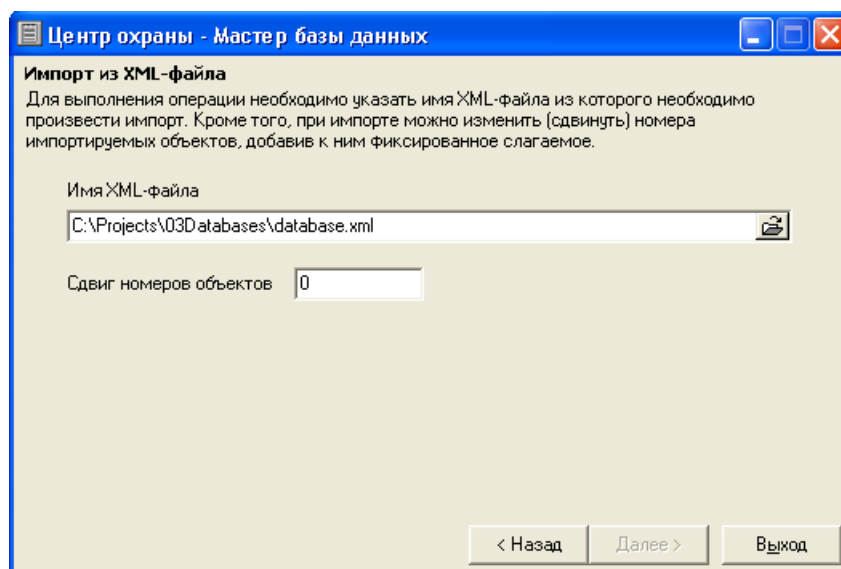 Центр охраны - Мастер базы данных
Импорт из XML-файла
Для выполнения операции необходимо указать имя XML-файла из которого необходимо
произвести импорт. Кроме того, при импорте можно изменить (сдвинуть) номера
импортируемых объектов, добавив к ним фиксированное слагаемое.
Имя XML-файла
C:\Projects\03Databases\database.xml
Сдвиг номеров объектов 0
< Назад Далее > Выход